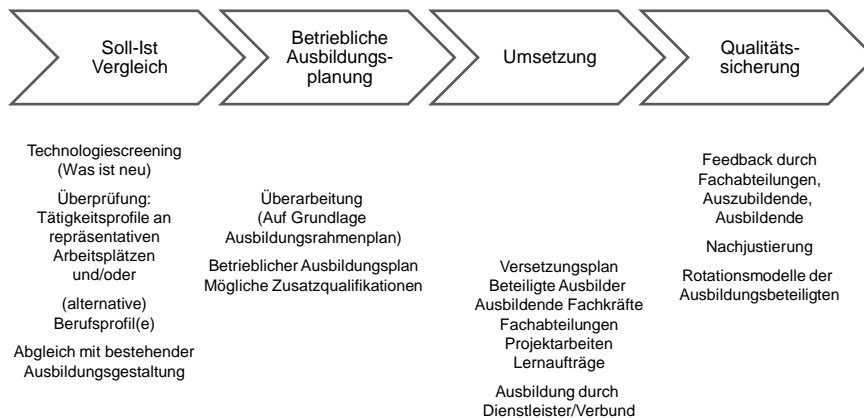 Soll-Ist
Vergleich
Betriebliche
Ausbildungs-
planung
Umsetzung
Qualitäts-
sicherung
Technologiescreening
(Was ist neu)
Überprüfung:
Tätigkeitsprofile an
repräsentativen
Arbeitsplätzen
und/oder
(alternative)
Berufsprofil(e)
Abgleich mit bestehender
Ausbildungsgestaltung
Überarbeitung
(Auf Grundlage
Ausbildungsrahmenplan)
Betrieblicher Ausbildungsplan
Mögliche Zusatzqualifikationen
Versetzungsplan
Beteiligte Ausbilder
Ausbildende Fachkräfte
Fachabteilungen
Projektarbeiten
Lernaufträge
Ausbildung durch
Dienstleister/Verbund
Feedback durch
Fachabteilungen,
Auszubildende,
Ausbildende
Nachjustierung
Rotationsmodelle der
Ausbildungsbeteiligten